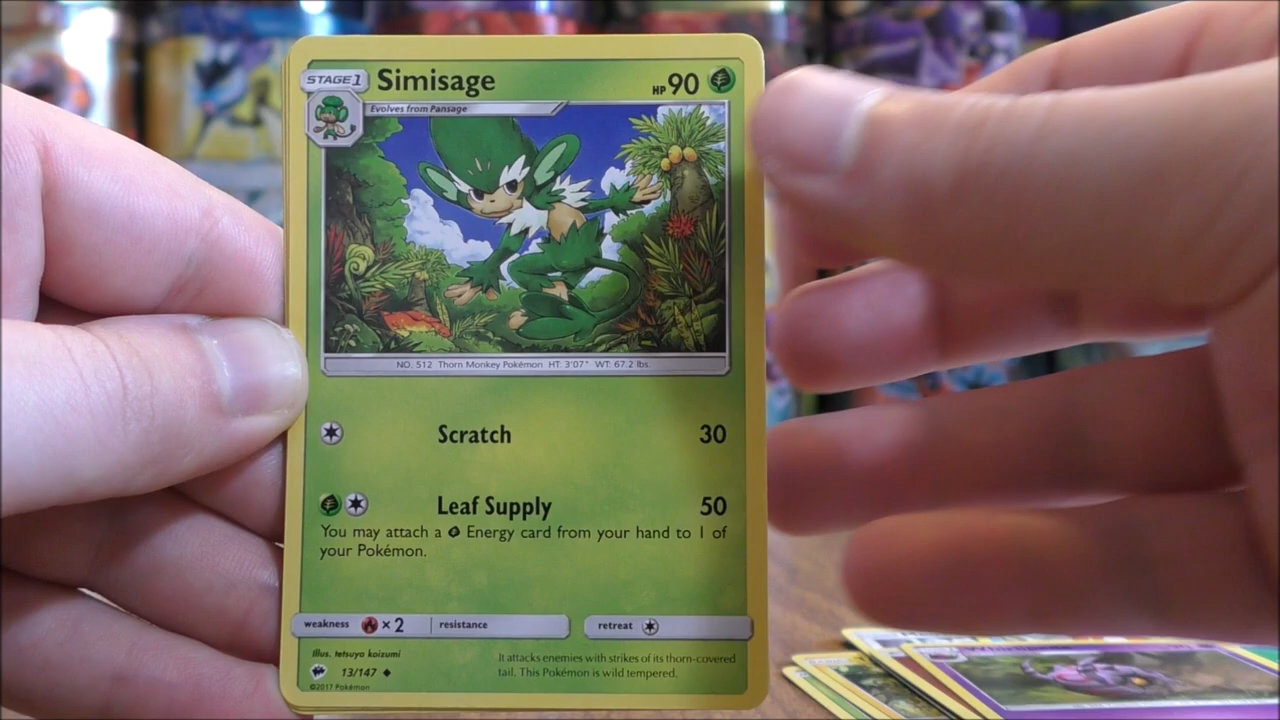 STAGE1 Simisage HP 90
Evolves from Pansage
NO. 512 Thorn Monkey Pokémon HT: 3'07" WT: 67.2 lbs.
Scratch 30
Leaf Supply 50
You may attach a Energy card from your hand to 1 of
your Pokémon.
weakness × 2 resistance retreat
Illus. tetsuya koizumi
13/147
©2017 Pokémon
It attacks enemies with strikes of its thorn-covered
tail. This Pokémon is wild tempered.